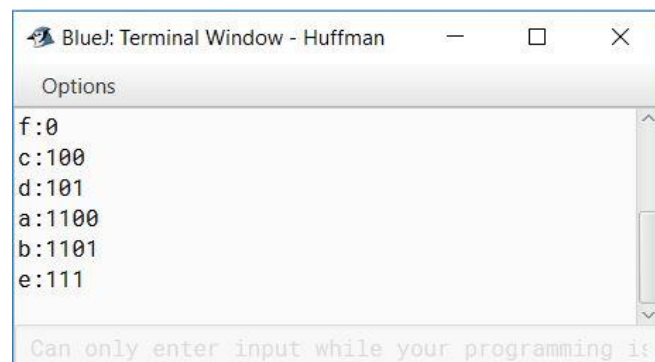 BlueJ: Terminal Window - Huffman
Options
f:0
c:100
d:101
a:1100
b:1101
e:111
Can only enter input while your programming is